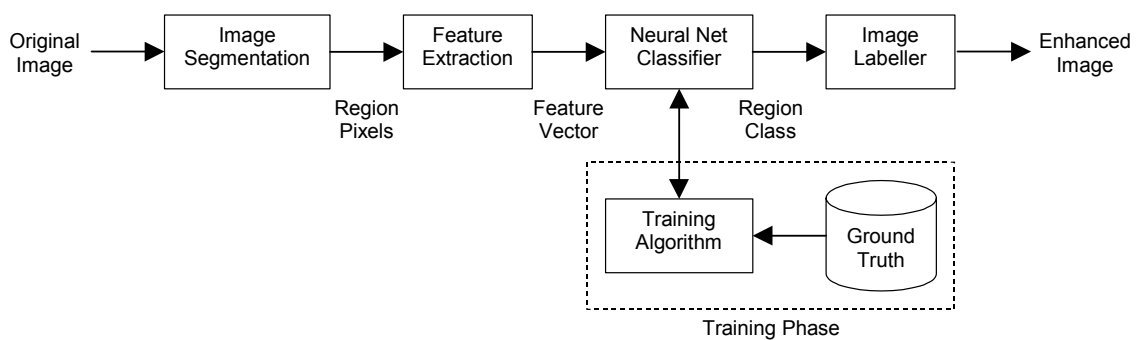 Original
Image
Image
Segmentation
Feature
Extraction
Neural Net
Classifier
Image
Labeller
Enhanced
Image
Region
Pixels
Feature
Vector
Region
Class
Training
Algorithm
Ground
Truth
Training Phase